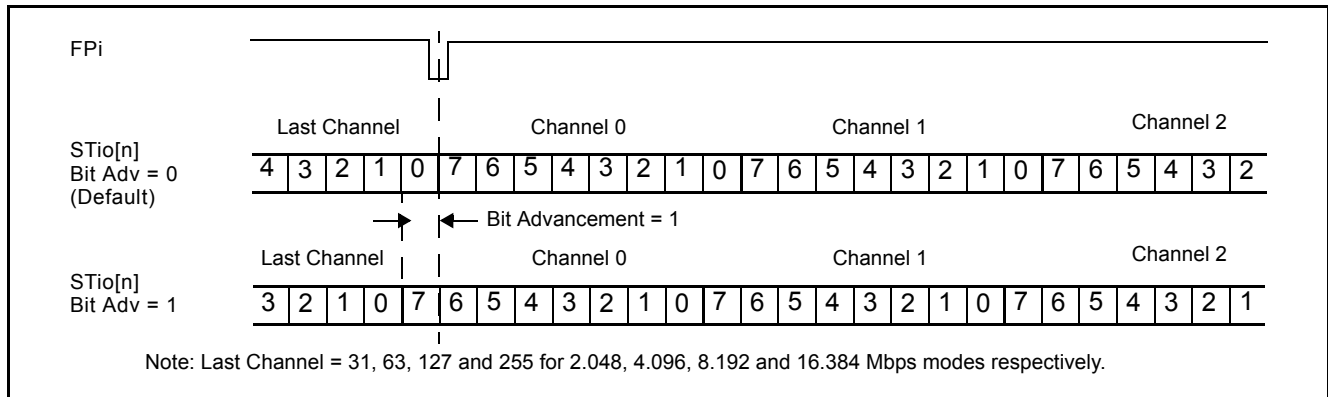 FPi
Last Channel Channel 0 Channel 1 Channel 2
STio[n]
Bit Adv = 0
(Default)
4 3 2 1 0 7 6 5 4 3 2 1 0 7 6 5 4 3 2 1 0 7 6 5 4 3 2
Bit Advancement = 1
Last Channel Channel 0 Channel 1 Channel 2
STio[n]
Bit Adv = 1
3 2 1 0 7 6 5 4 3 2 1 0 7 6 5 4 3 2 1 0 7 6 5 4 3 2 1
Note: Last Channel = 31, 63, 127 and 255 for 2.048, 4.096, 8.192 and 16.384 Mbps modes respectively.